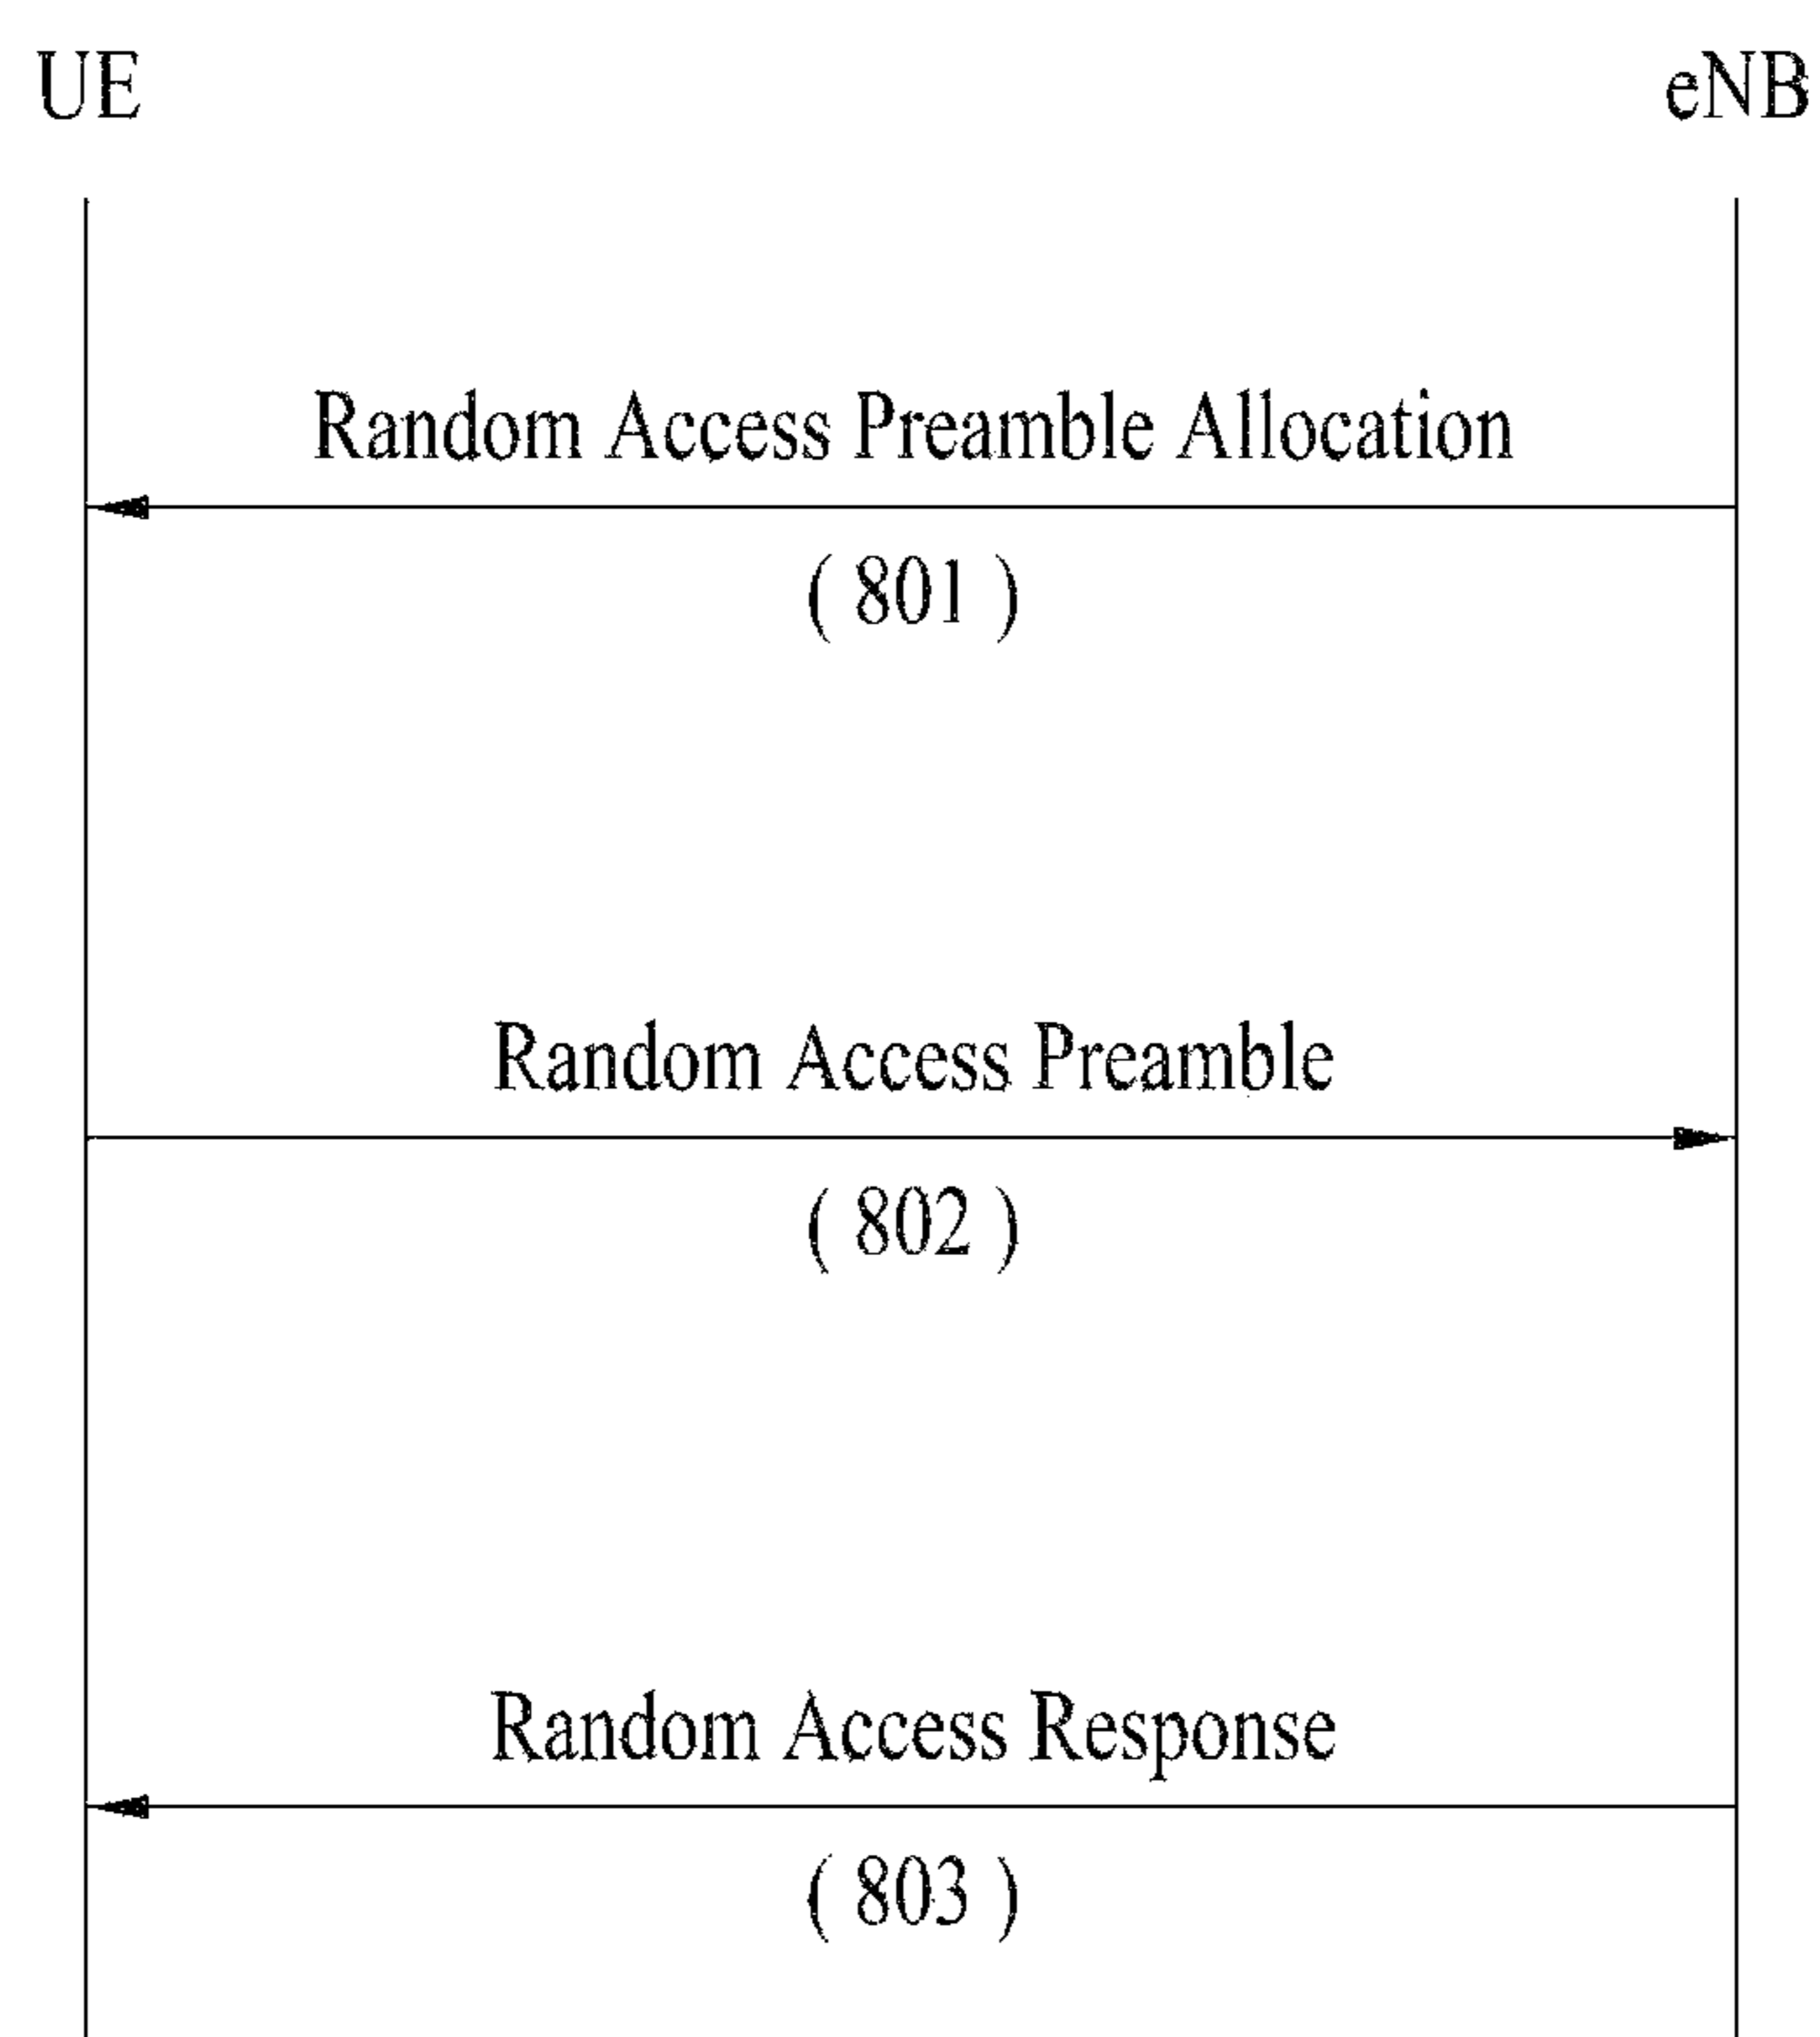 UE eNB
Random Access Preamble Allocation
( 801 )
Random Access Preamble
( 802 )
Random Access Response
( 803 )